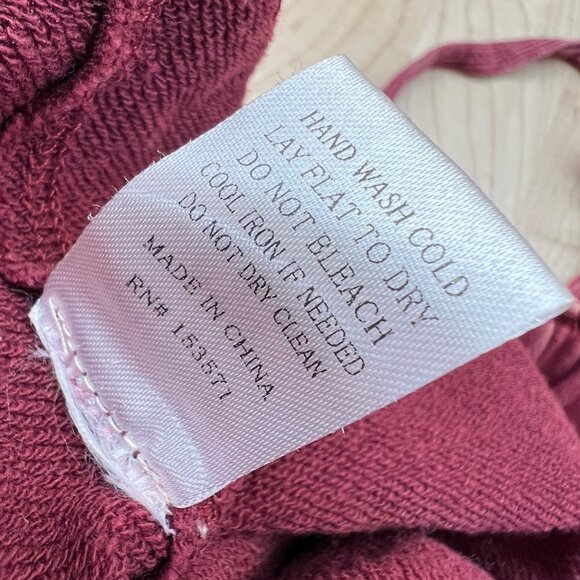 HAND WASH COLD
LAY FLAT TO DRY
DO NOT BLEACH
COOL IRON IF NEEDED
DO NOT DRY CLEAN
MADE IN CHINA
RN# 153571